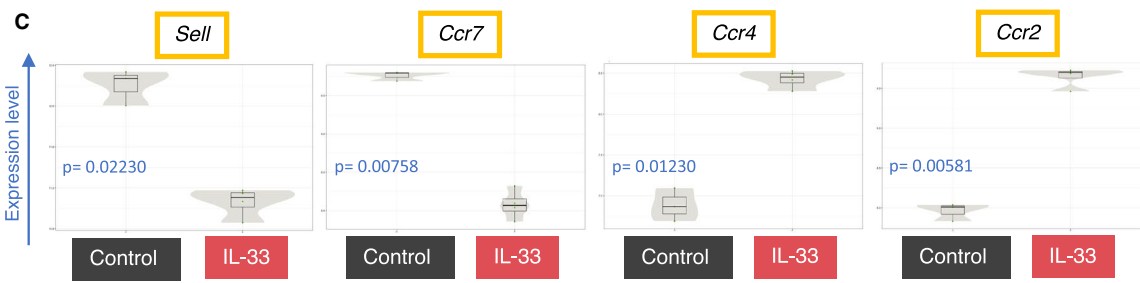 C
Sell
Ccr7
Ccr4
Ccr2
Expression level
p= 0.02230
p= 0.00758
p= 0.01230
p= 0.00581
Control
IL-33
Control
IL-33
Control
IL-33
Control
IL-33